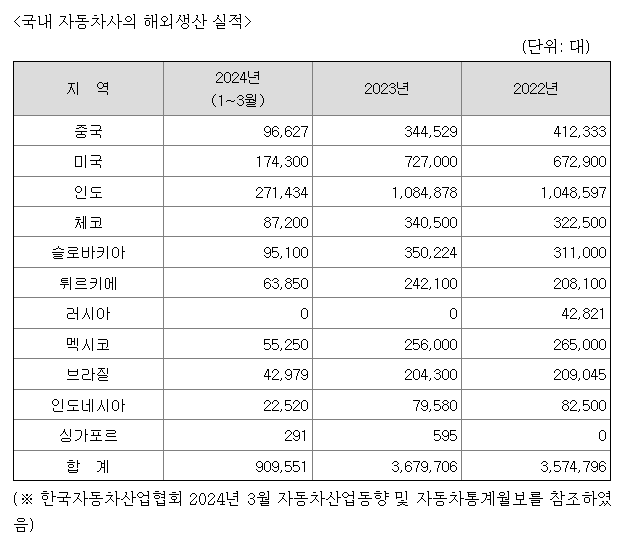 <국내 자동차사의 해외생산 실적>
(단위: 대)
지 역 2024년 (1~3월) 2023년 2022년
중국 96,627 344,529 412,333
미국 174,300 727,000 672,900
인도 271,434 1,084,878 1,048,597
체코 87,200 340,500 322,500
슬로바키아 95,100 350,224 311,000
튀르키예 63,850 242,100 208,100
러시아 0 0 42,821
멕시코 55,250 256,000 265,000
브라질 42,979 204,300 209,045
인도네시아 22,520 79,580 82,500
싱가포르 291 595 0
합 계 909,551 3,679,706 3,574,796
(※ 한국자동차산업협회 2024년 3월 자동차산업동향 및 자동차통계월보를 참조하였
음)